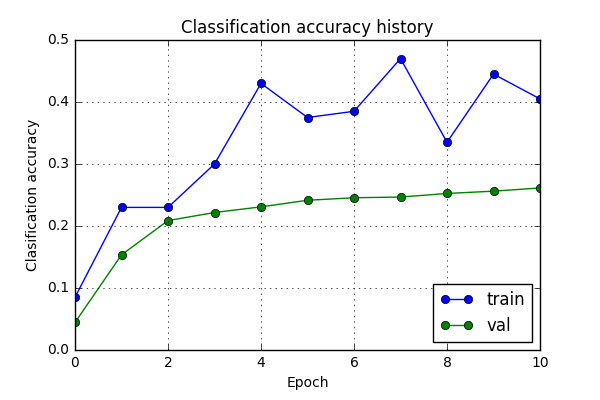 Classification accuracy history
0.5
0.4
0.3
0.2
0.1
0.0
Clasification accuracy
train
val
0 2 4 6 8 10
Epoch